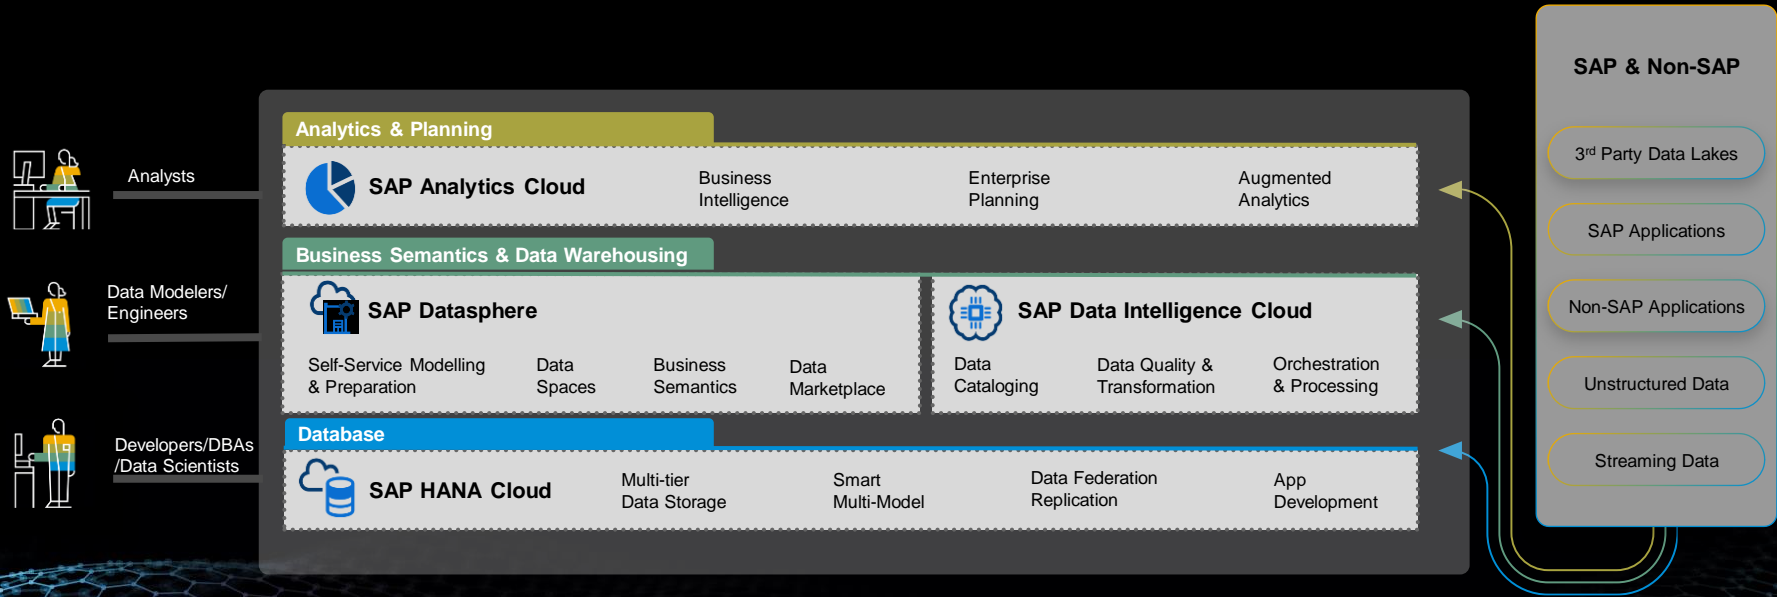 SAP & Non-SAP
3rd Party Data Lakes
SAP Applications
Non-SAP Applications
Unstructured Data
Streaming Data
Analysts
Data Modelers/
Engineers
Developers/DBAs
/Data Scientists
Analytics & Planning
SAP Analytics Cloud
Business
Intelligence
Enterprise
Planning
Augmented
Analytics
Business Semantics & Data Warehousing
SAP Datasphere
Self-Service Modelling
& Preparation
Data
Spaces
Business
Semantics
Data
Marketplace
SAP Data Intelligence Cloud
Data
Cataloging
Data Quality &
Transformation
Orchestration
& Processing
Database
SAP HANA Cloud
Multi-tier
Data Storage
Smart
Multi-Model
Data Federation
Replication
App
Development